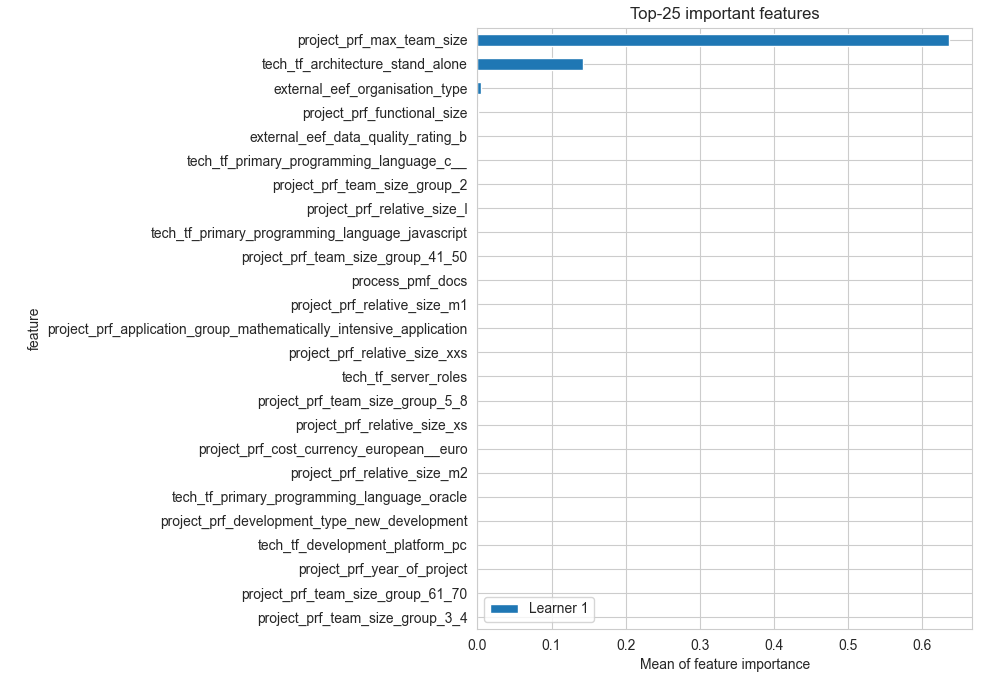 Top-25 important features
project_prf_max_team_size
tech_tf_architecture_stand_alone
external_eef_organisation_type
project_prf_functional_size
external_eef_data_quality_rating_b
tech_tf_primary_programming_language_c__
project_prf_team_size_group_2
project_prf_relative_size_l
tech_tf_primary_programming_language_javascript
project_prf_team_size_group_41_50
process_pmf_docs
project_prf_relative_size_m1
project_prf_application_group_mathematically_intensive_application
project_prf_relative_size_xxs
tech_tf_server_roles
project_prf_team_size_group_5_8
project_prf_relative_size_xs
project_prf_cost_currency_european__euro
project_prf_relative_size_m2
tech_tf_primary_programming_language_oracle
project_prf_development_type_new_development
tech_tf_development_platform_pc
project_prf_year_of_project
project_prf_team_size_group_61_70
project_prf_team_size_group_3_4
feature
Learner 1
0.0 0.1 0.2 0.3 0.4 0.5 0.6
Mean of feature importance